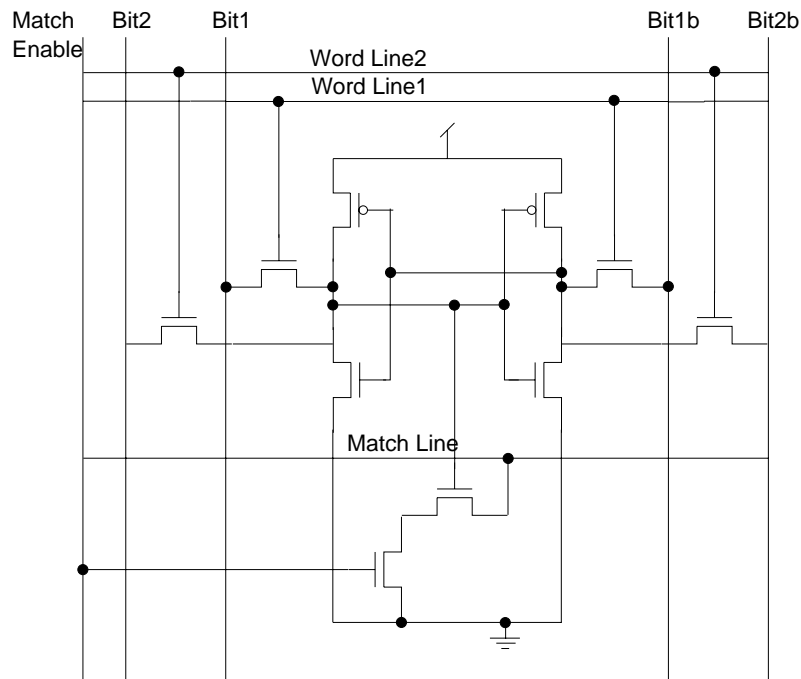 Match Enable
Bit2
Bit1
Bit1b
Bit2b
Word Line2
Word Line1
Match Line